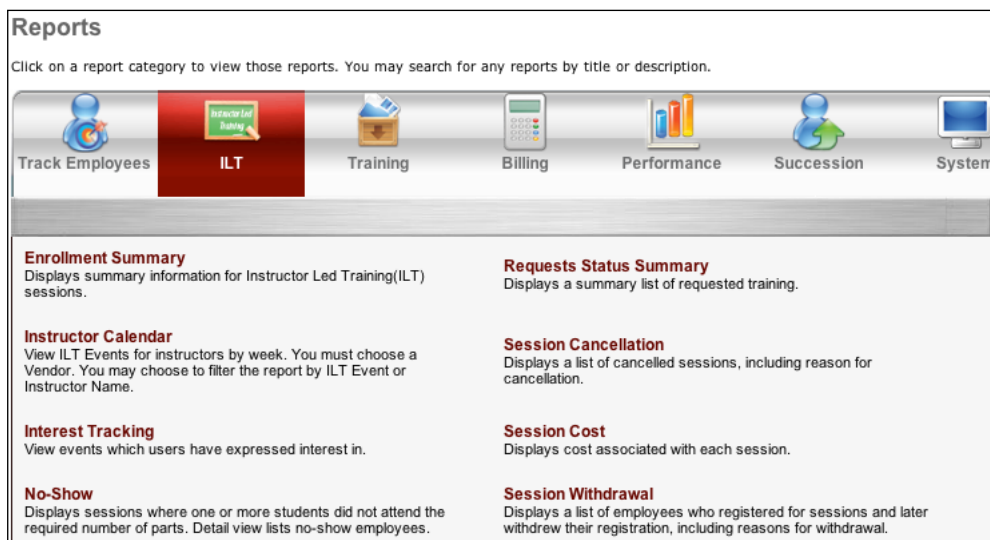 Reports
Click on a report category to view those reports. You may search for any reports by title or description.
Instructor Led
Training
Track Employees
ILT
Training
Billing
Performance
Succession
System
Enrollment Summary
Displays summary information for Instructor Led Training(ILT)
sessions.
Instructor Calendar
View ILT Events for instructors by week. You must choose a
Vendor. You may choose to filter the report by ILT Event or
Instructor Name.
Interest Tracking
View events which users have expressed interest in.
No-Show
Displays sessions where one or more students did not attend the
required number of parts. Detail view lists no-show employees.
Requests Status Summary
Displays a summary list of requested training.
Session Cancellation
Displays a list of cancelled sessions, including reason for
cancellation.
Session Cost
Displays cost associated with each session.
Session Withdrawal
Displays a list of employees who registered for sessions and later
withdrew their registration, including reasons for withdrawal.